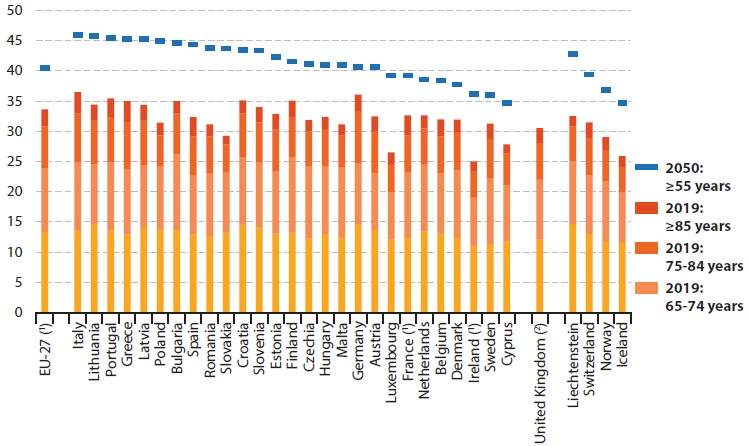 50
45
40
35
30
25
20
15
10
5
0
EU-27 (¹)
Italy
Lithuania
Portugal
Greece
Latvia
Poland
Bulgaria
Spain
Romania
Slovakia
Croatia
Slovenia
Estonia
Finland
Czechia
Hungary
Malta
Germany
Austria
Luxembourg
France (¹)
Netherlands
Belgium
Denmark
Ireland (¹)
Sweden
Cyprus
United Kingdom (²)
Liechtenstein
Switzerland
Norway
Iceland
2050:
≥55 years
2019:
≥85 years
2019:
75-84 years
2019:
65-74 years